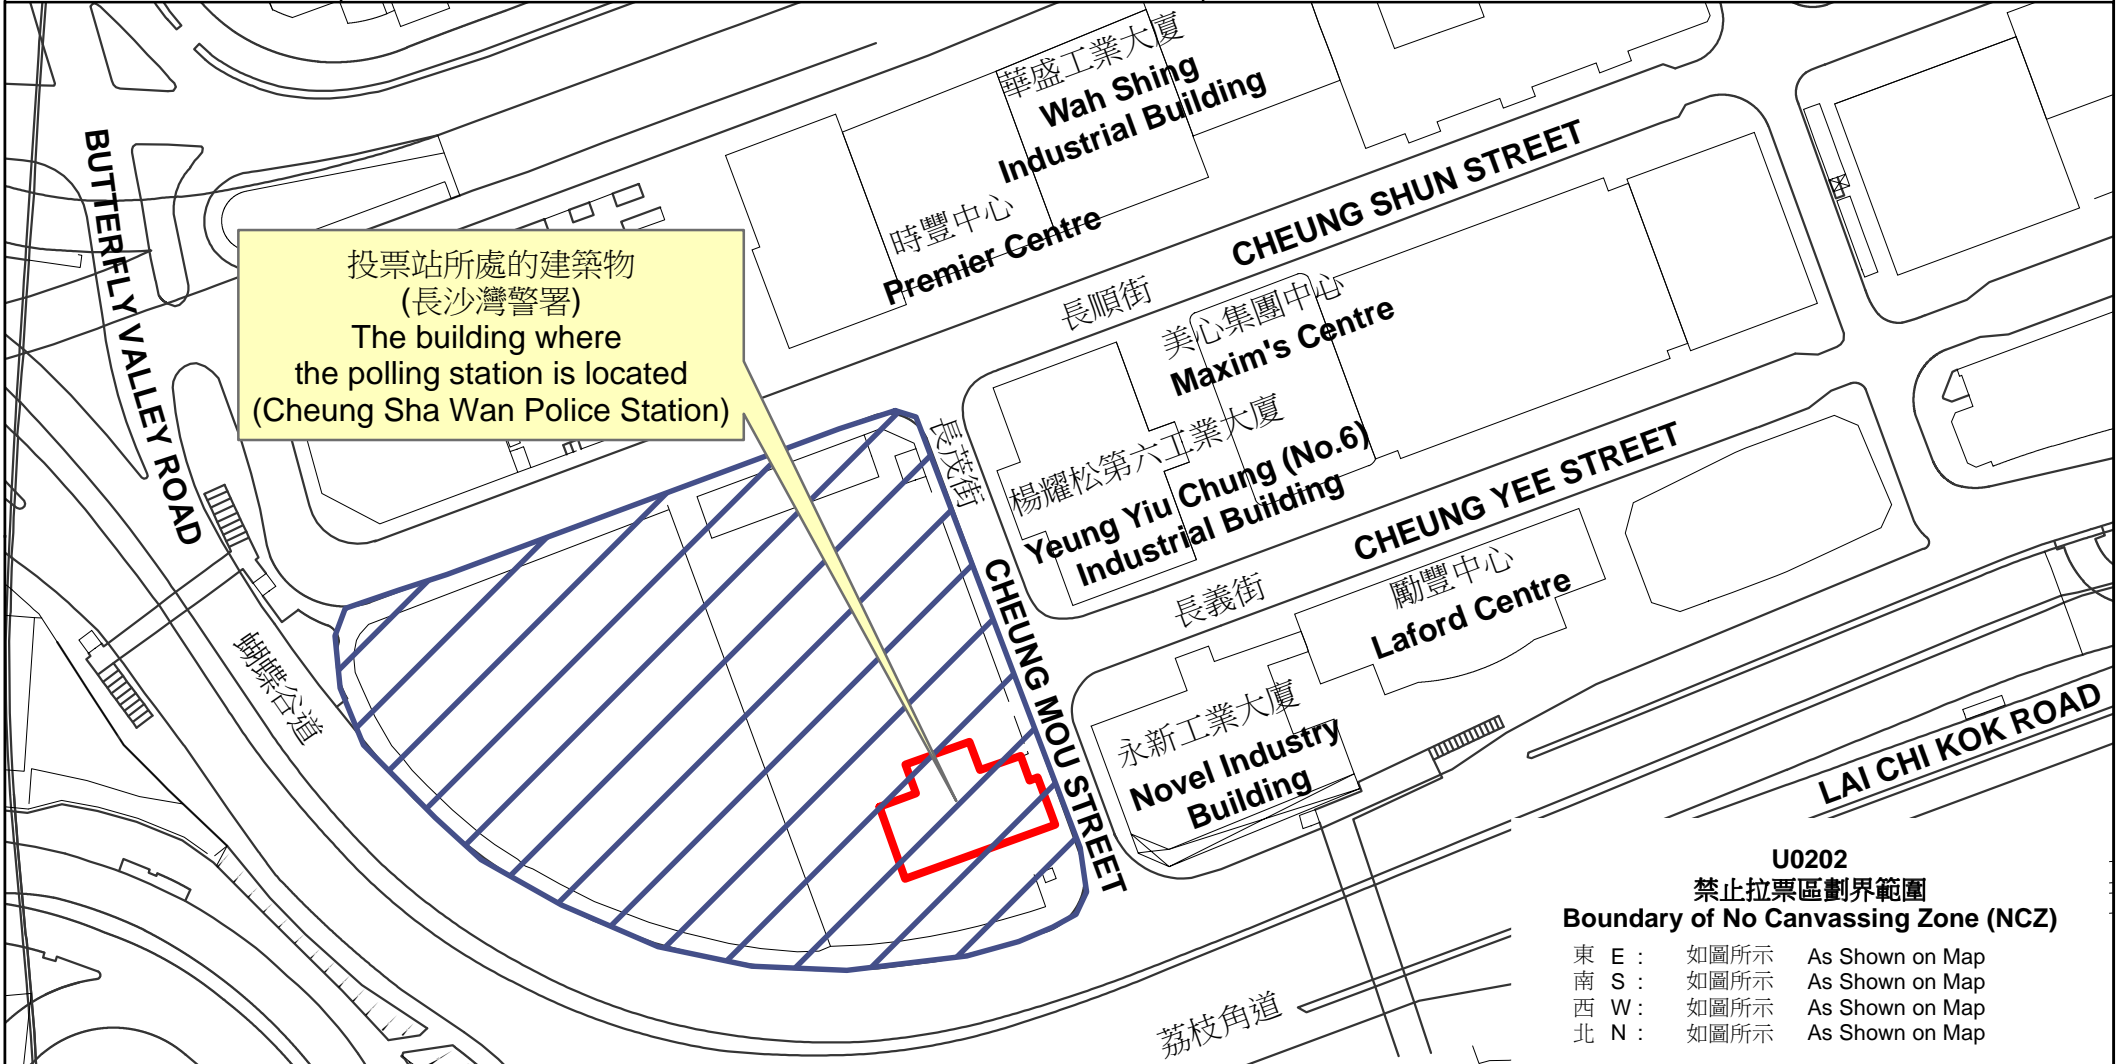 華盛工業大廈
Wah Shing
Industrial Building
時豐中心
Premier Centre
CHEUNG SHUN STREET
長順街
BUTTERFLY VALLEY ROAD
蝴蝶谷道
投票站所處的建築物
(長沙灣警署)
The building where
the polling station is located
(Cheung Sha Wan Police Station)
美心集團中心
Maxim's Centre
長茂街
CHEUNG MOU STREET
楊耀松第六工業大廈
Yeung Yiu Chung (No.6)
Industrial Building
CHEUNG YEE STREET
長義街
勵豐中心
Laford Centre
永新工業大廈
Novel Industry
Building
LAI CHI KOK ROAD
荔枝角道
U0202
禁止拉票區劃界範圍
Boundary of No Canvassing Zone (NCZ)
東 E : 如圖所示 As Shown on Map
南 S : 如圖所示 As Shown on Map
西 W : 如圖所示 As Shown on Map
北 N : 如圖所示 As Shown on Map